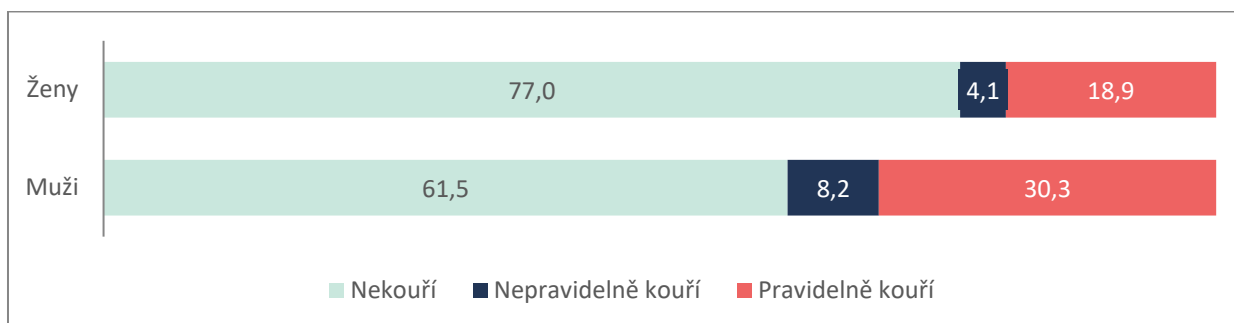 Ženy 77,0 4,1 18,9
Muži 61,5 8,2 30,3
Nekouří Nepravidelně kouří Pravidelně kouří